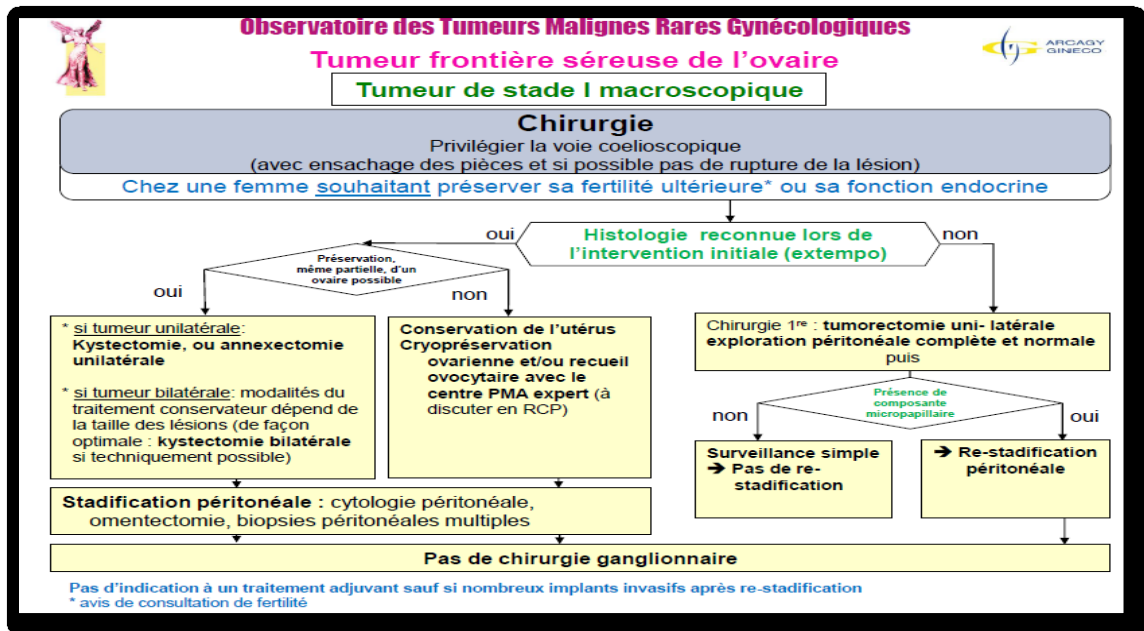 Observatoire des Tumeurs Malignes Rares Gynécologiques
ARCAGY
GINECO
Tumeur frontière séreuse de l'ovaire
Tumeur de stade I macroscopique
Chirurgie
Privilégier la voie coelioscopique
(avec ensachage des pièces et si possible pas de rupture de la lésion)
Chez une femme souhaitant préserver sa fertilité ultérieure* ou sa fonction endocrine
oui
Histologie reconnue lors de
l'intervention initiale (extempo)
non
Préservation,
même partielle, d'un
ovaire possible
oui
non
* si tumeur unilatérale:
Kystectomie, ou annexectomie
unilatérale
* si tumeur bilatérale: modalités du
traitement conservateur dépend de
la taille des lésions (de façon
optimale : kystectomie bilatérale
si techniquement possible)
Conservation de l'utérus
Cryopréservation
ovarienne et/ou recueil
ovocytaire avec le
centre PMA expert (à
discuter en RCP)
Chirurgie 1re : tumorectomie uni- latérale
exploration péritonéale complète et normale
puis
Présence de
composante
micropapillaire
non
oui
Surveillance simple
➔ Pas de re-
stadification
➔ Re-stadification
péritonéale
Stadification péritonéale : cytologie péritonéale,
omentectomie, biopsies péritonéales multiples
Pas de chirurgie ganglionnaire
Pas d'indication à un traitement adjuvant sauf si nombreux implants invasifs après re-stadification
* avis de consultation de fertilité